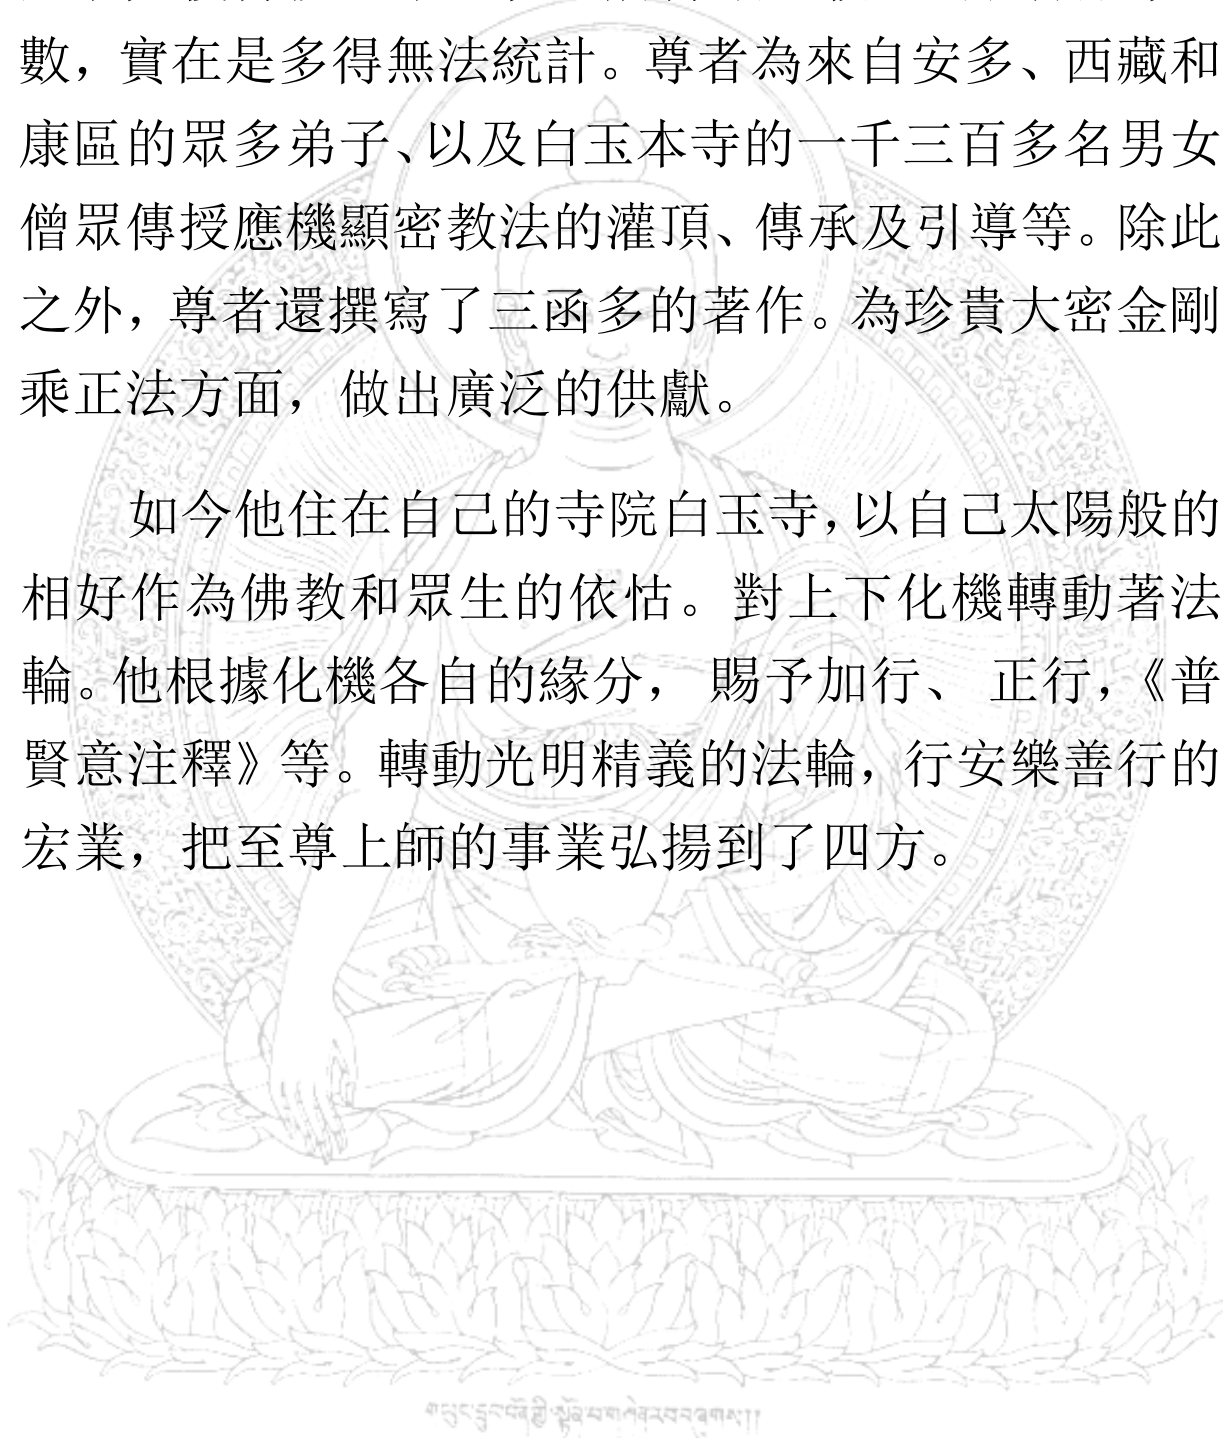 數，實在是多得無法統計。尊者為來自安多、西藏和
康區的眾多弟子、以及白玉本寺的一千三百多名男女
僧眾傳授應機顯密教法的灌頂、傳承及引導等。除此
之外，尊者還撰寫了三函多的著作。為珍貴大密金剛
乘正法方面，做出廣泛的供獻。
如今他住在自己的寺院白玉寺，以自己太陽般的
相好作為佛教和眾生的依怙。對上下化機轉動著法
輪。他根據化機各自的緣分， 賜予加行、 正行，《普
賢意注釋》等。轉動光明精義的法輪，行安樂善行的
宏業，把至尊上師的事業弘揚到了四方。